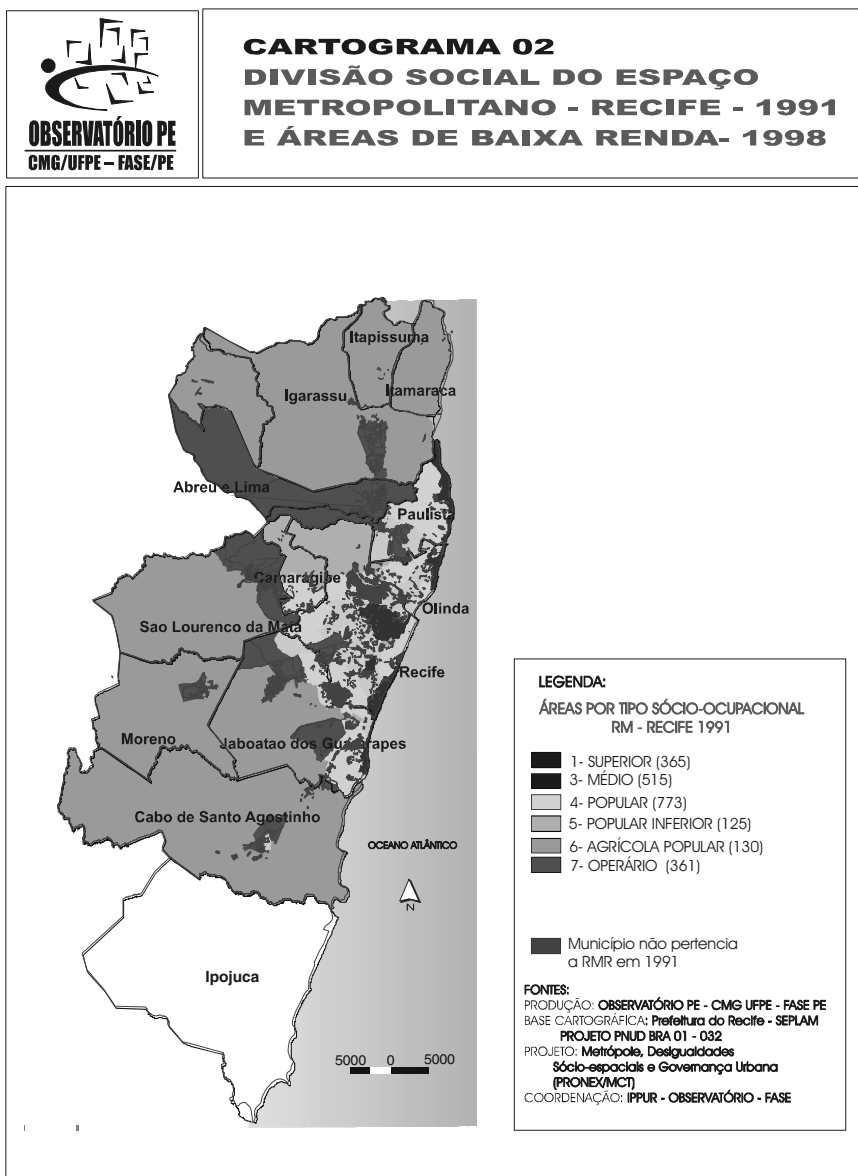 OBSERVATÓRIO PE
CMG/UFPE – FASE/PE
CARTOGRAMA 02
DIVISÃO SOCIAL DO ESPAÇO
METROPOLITANO - RECIFE - 1991
E ÁREAS DE BAIXA RENDA- 1998
Itapissuma
Igarassu
Itamaraca
Abreu e Lima
Paulista
Camaragibe
Olinda
Sao Lourenco da Mata
Recife
Moreno
Jaboatao dos Guararapes
Cabo de Santo Agostinho
OCEANO ATLÂNTICO
N
Ipojuca
5000 0 5000
LEGENDA:
ÁREAS POR TIPO SÓCIO-OCUPACIONAL
RM - RECIFE 1991
1- SUPERIOR (365)
3- MÉDIO (515)
4- POPULAR (773)
5- POPULAR INFERIOR (125)
6- AGRÍCOLA POPULAR (130)
7- OPERÁRIO (361)
Município não pertencia
a RMR em 1991
FONTES:
PRODUÇÃO: OBSERVATÓRIO PE - CMG UFPE - FASE PE
BASE CARTOGRÁFICA: Prefeitura do Recife - SEPLAM
PROJETO PNUD BRA 01 - 032
PROJETO: Metrópole, Desigualdades
Sócio-espaciais e Governança Urbana
(PRONEX/MCT)
COORDENAÇÃO: IPPUR - OBSERVATÓRIO - FASE